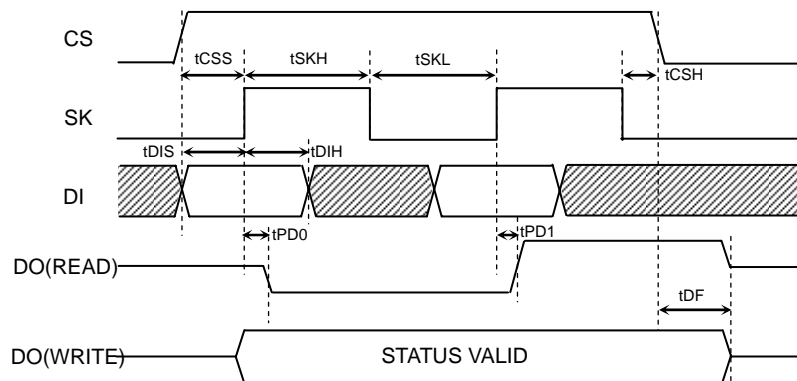 CS
tCSS tSKH tSKL tCSH
SK
tDIS tDIH
DI
tPD0 tPD1
DO(READ)
tDF
DO(WRITE) STATUS VALID